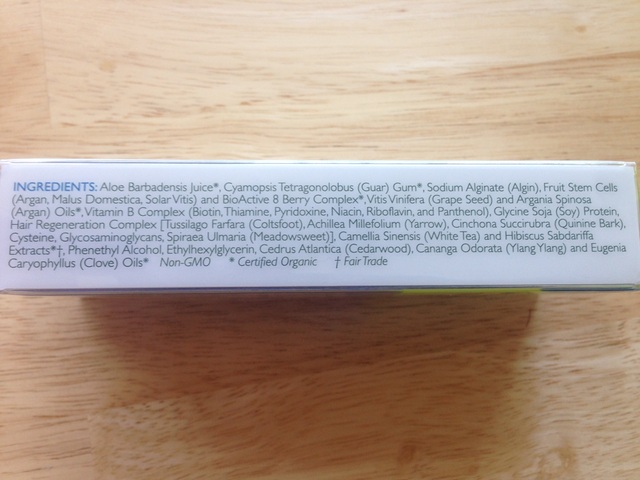 INGREDIENTS: Aloe Barbadensis Juice*, Cyamopsis Tetragonolobus (Guar) Gum*, Sodium Alginate (Algin), Fruit Stem Cells
(Argan, Malus Domestica, Solar Vitis) and BioActive 8 Berry Complex*, Vitis Vinifera (Grape Seed) and Argania Spinosa
(Argan) Oils*, Vitamin B Complex (Biotin, Thiamine, Pyridoxine, Niacin, Riboflavin, and Panthenol), Glycine Soja (Soy) Protein,
Hair Regeneration Complex [Tussilago Farfara (Coltsfoot), Achillea Millefolium (Yarrow), Cinchona Succirubra (Quinine Bark),
Cysteine, Glycosaminoglycans, Spiraea Ulmaria (Meadowsweet)], Camellia Sinensis (White Tea) and Hibiscus Sabdariffa
Extracts*†, Phenethyl Alcohol, Ethylhexylglycerin, Cedrus Atlantica (Cedarwood), Cananga Odorata (Ylang Ylang) and Eugenia
Caryophyllus (Clove) Oils* Non-GMO * Certified Organic † Fair Trade